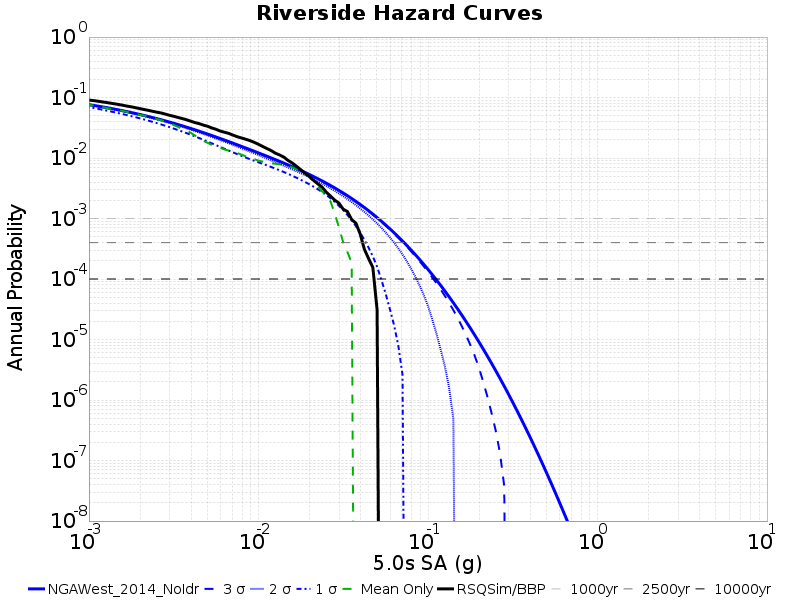 Riverside Hazard Curves
10^0
10^-1
10^-2
10^-3
10^-4
10^-5
10^-6
10^-7
10^-8
Annual Probability
10^-3 10^-2 10^-1 10^0 10^1
5.0s SA (g)
NGAWest_2014_NoIdr 3 σ 2 σ 1 σ Mean Only RSQSim/BBP 1000yr 2500yr 10000yr